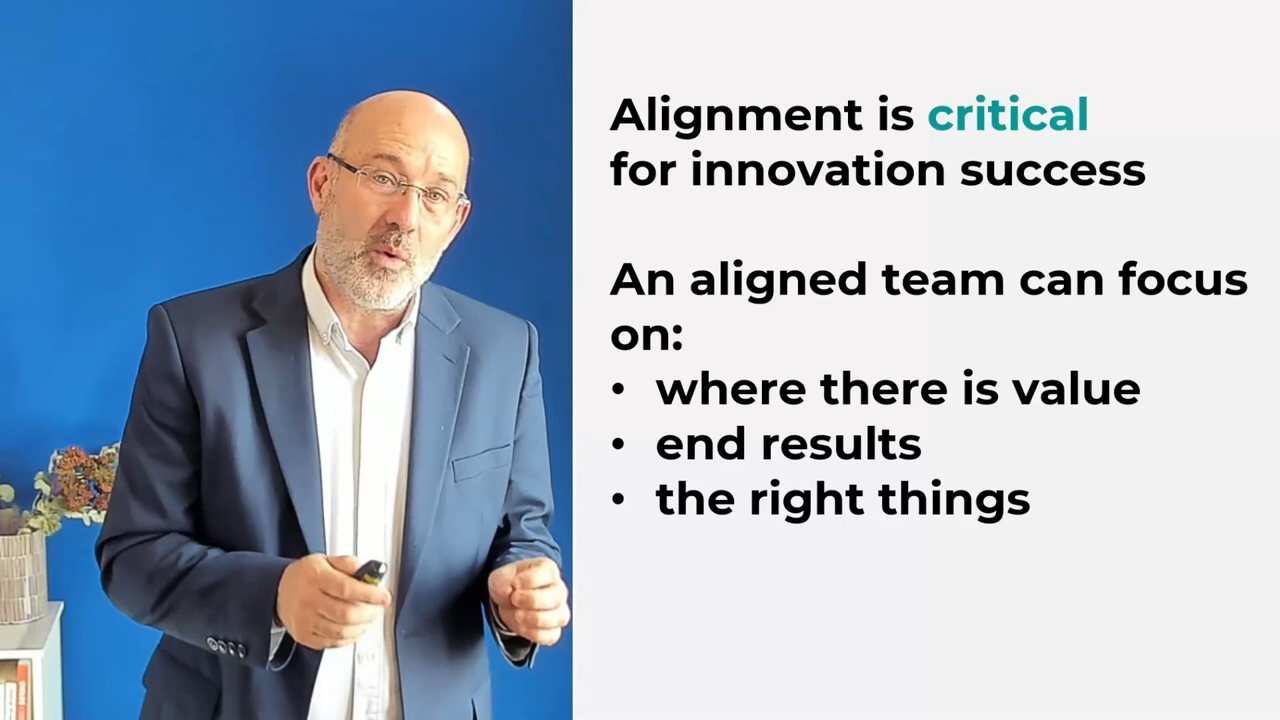 Alignment is critical
for innovation success
An aligned team can focus
on:
• where there is value
• end results
• the right things